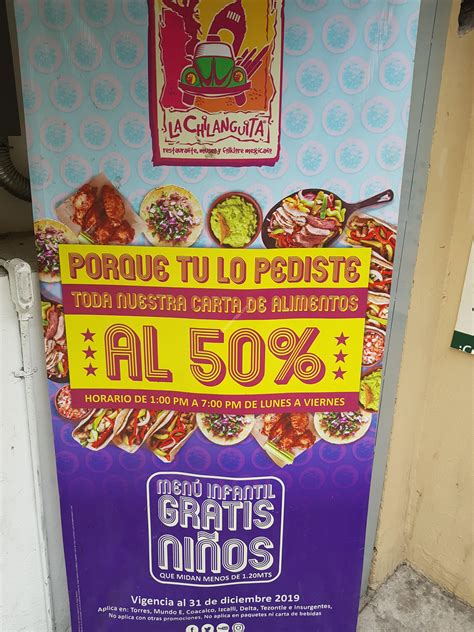 LA CHILANGUITA
restaurante, museo y folklore mexicano
PORQUE TU LO PEDISTE
TODA NUESTRA CARTA DE ALIMENTOS
AL 50%
HORARIO DE 1:00 PM A 7:00 PM DE LUNES A VIERNES
MENÚ INFANTIL
GRATIS
NIÑOS
QUE MIDAN MENOS DE 1.20MTS
Vigencia al 31 de diciembre 2019
Aplica en: Torres, Mundo E, Coacalco, Izcalli, Delta, Tezontle e Insurgentes,
No aplica con otras promociones. No aplica en paquetes ni carta de bebidas